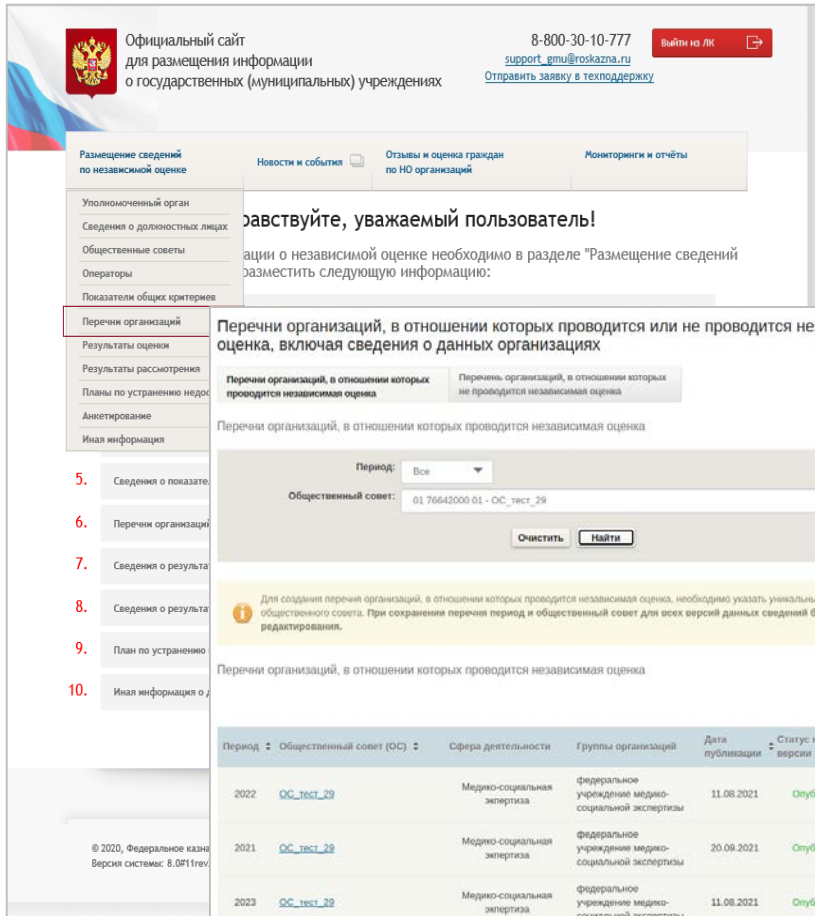 Официальный сайт
для размещения информации
о государственных (муниципальных) учреждениях
8-800-30-10-777
support_gmu@roskazna.ru
Отправить заявку в техподдержку
Выйти из ЛК
Размещение сведений
по независимой оценке
Новости и события
Отзывы и оценка граждан
по НО организаций
Мониторинги и отчёты
Уполномоченный орган
Сведения о должностных лицах
Общественные советы
Операторы
Показатели общих критериев
Перечни организаций
Результаты оценки
Результаты рассмотрения
Планы по устранению недос
Анкетирование
Иная информация
равствуйте, уважаемый пользователь!
ации о независимой оценке необходимо в разделе "Размещение сведений
разместить следующую информацию:
5. Сведения о показате
6. Перечни организаций
7. Сведения о результа
8. Сведения о результа
9. План по устранению
10. Иная информация о д
© 2020, Федеральное казна
Версия системы: 8.0#11rev
Перечни организаций, в отношении которых проводится или не проводится не
оценка, включая сведения о данных организациях
Перечни организаций, в отношении которых
проводится независимая оценка
Перечень организаций, в отношении которых
не проводится независимая оценка
Перечни организаций, в отношении которых проводится независимая оценка
Период: Все
Общественный совет: 01 76642000 01 - ОС_тест_29
Очистить Найти
Для создания перечня организаций, в отношении которых проводится независимая оценка, необходимо указать уникальны
общественного совета. При сохранении перечня период и общественный совет для всех версий данных сведений б
редактирования.
Перечни организаций, в отношении которых проводится независимая оценка
Период Общественный совет (ОС) Сфера деятельности Группы организаций Дата публикации Статус версии
2022 ОС_тест_29 Медико-социальная экпертиза федеральное учреждение медико-социальной экспертизы 11.08.2021 Опуб
2021 ОС_тест_29 Медико-социальная экпертиза федеральное учреждение медико-социальной экспертизы 20.09.2021 Опуб
2023 ОС_тест_29 Медико-социальная экпертиза федеральное учреждение медико-социальной экспертизы 11.08.2021 Опуб